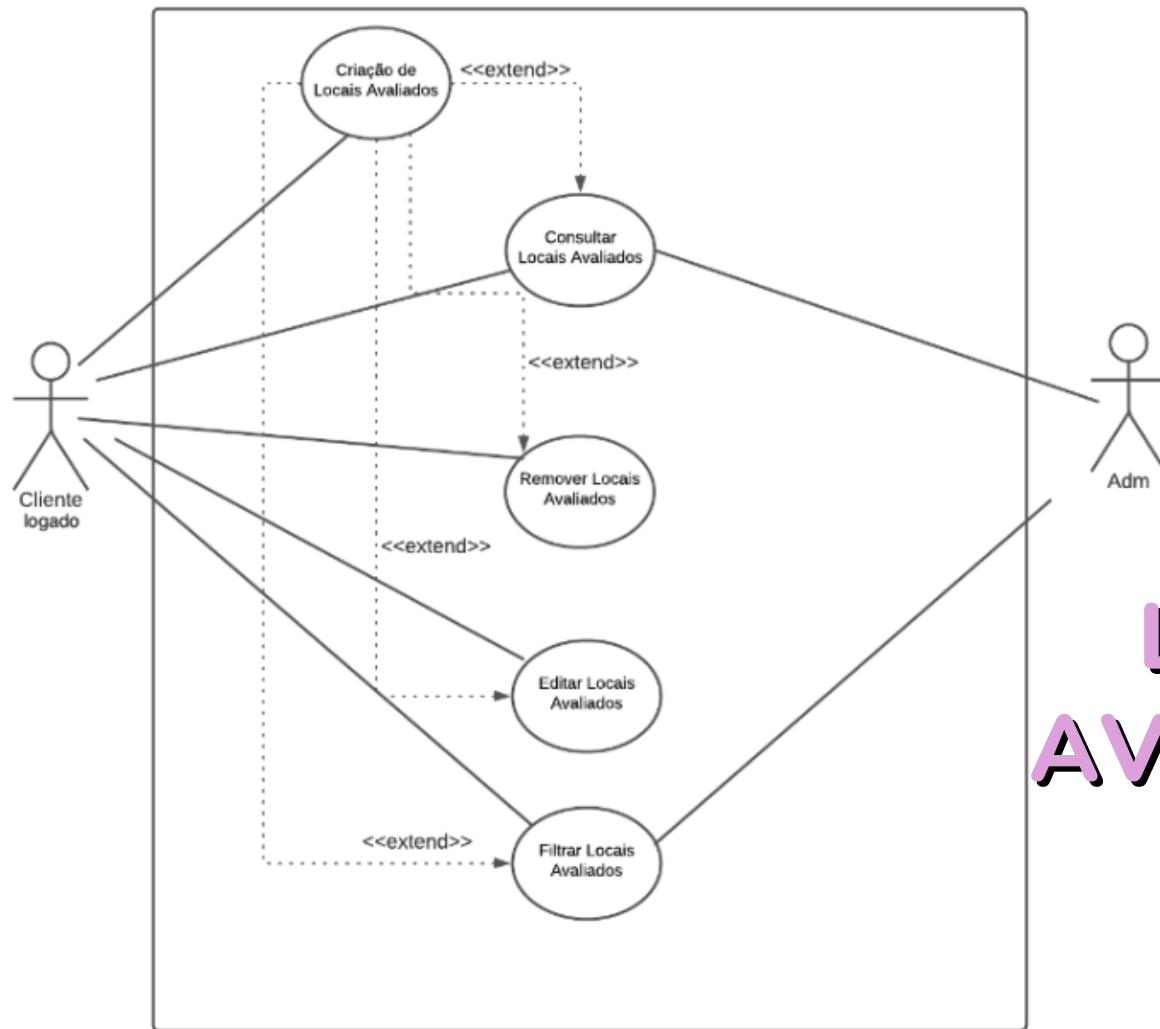 Criação de
Locais Avaliados
<<extend>>
Consultar
Locais Avaliados
<<extend>>
Remover Locais
Avaliados
Cliente
logado
Adm
<<extend>>
Editar Locais
Avaliados
<<extend>>
Filtrar Locais
Avaliados
L
AV